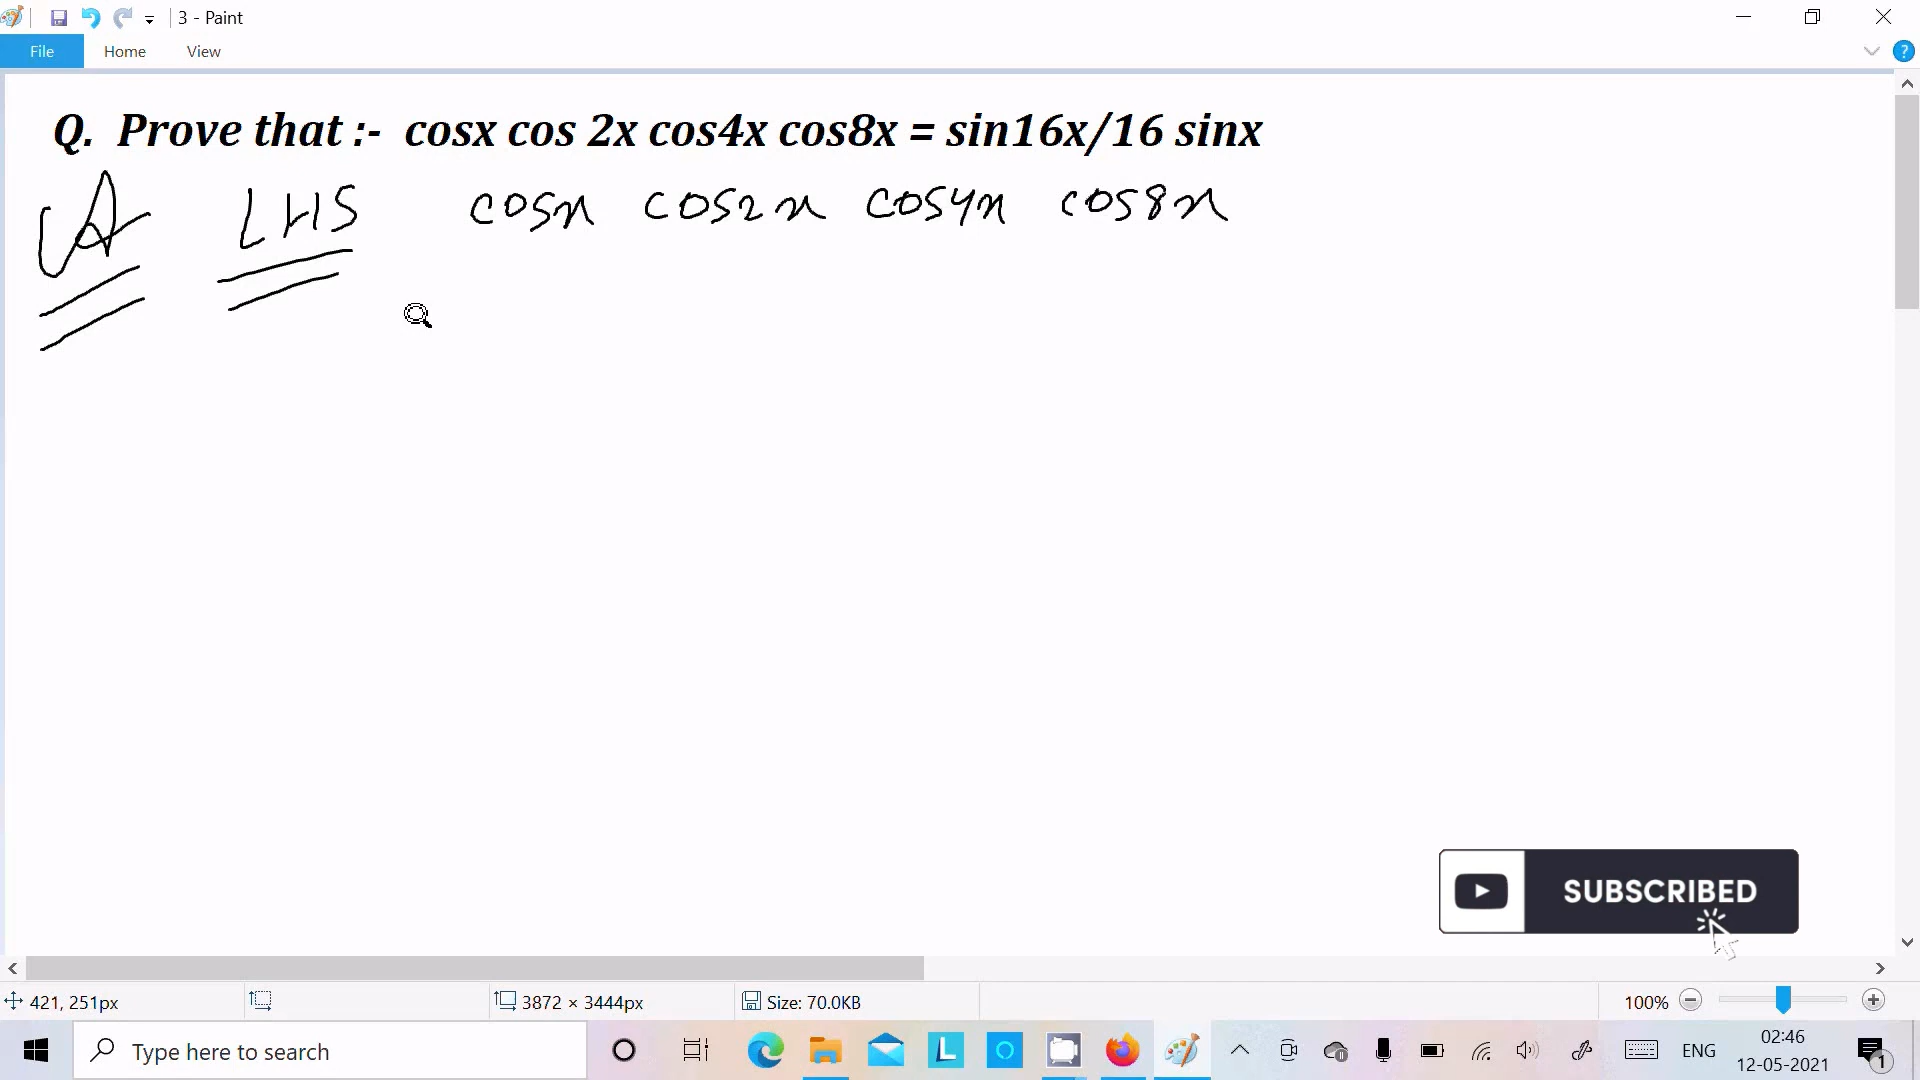 3 - Paint
File Home View
Q. Prove that :- cosx cos 2x cos4x cos8x = sin16x/16 sinx
LHS cosx cos2x cos4x cos8x
SUBSCRIBED
421, 251px 3872 × 3444px Size: 70.0KB 100%
Type here to search L ENG 02:46
12-05-2021 1